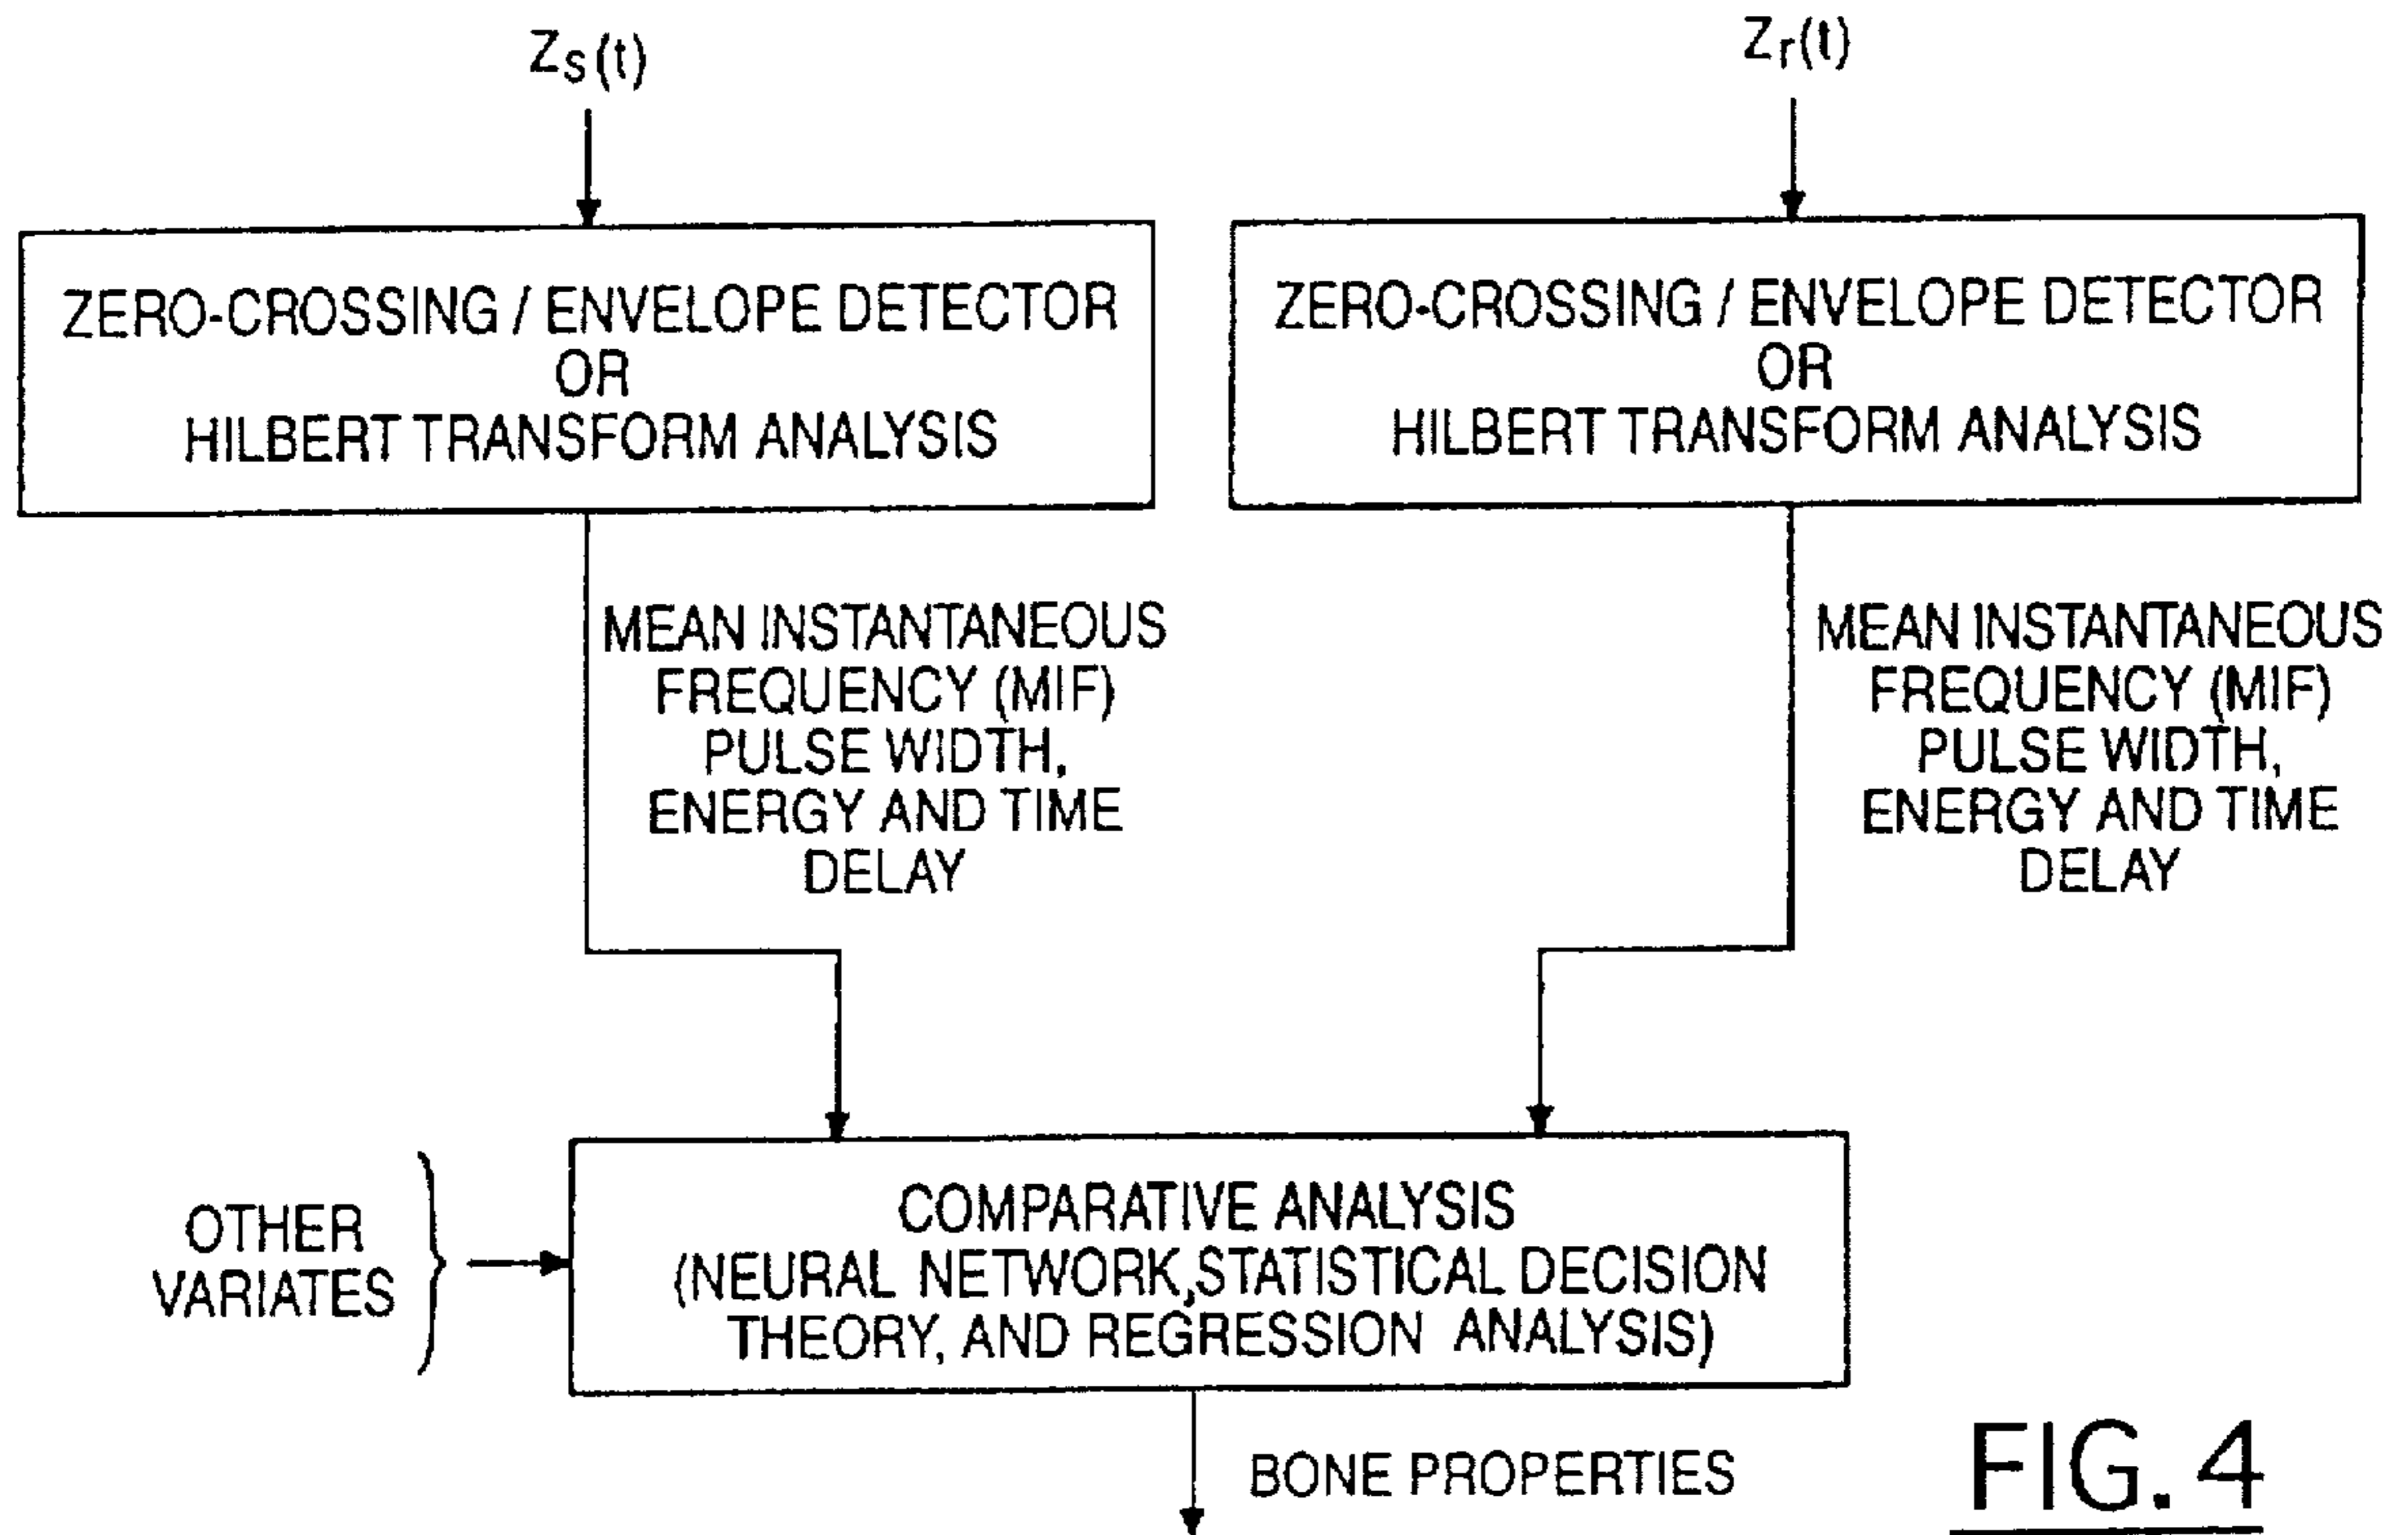 Zs(t)
Zr(t)
ZERO-CROSSING / ENVELOPE DETECTOR
OR
HILBERT TRANSFORM ANALYSIS
ZERO-CROSSING / ENVELOPE DETECTOR
OR
HILBERT TRANSFORM ANALYSIS
MEAN INSTANTANEOUS
FREQUENCY (MIF)
PULSE WIDTH,
ENERGY AND TIME
DELAY
MEAN INSTANTANEOUS
FREQUENCY (MIF)
PULSE WIDTH,
ENERGY AND TIME
DELAY
OTHER
VARIATES
COMPARATIVE ANALYSIS
(NEURAL NETWORK,STATISTICAL DECISION
THEORY, AND REGRESSION ANALYSIS)
BONE PROPERTIES
FIG. 4